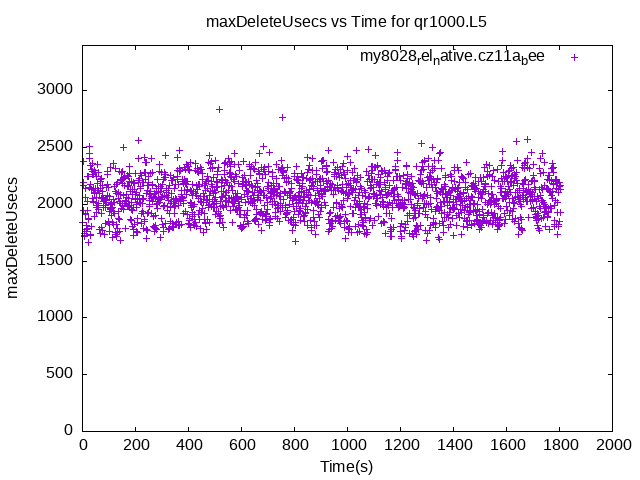 maxDeleteUsecs vs Time for qr1000.L5
my8028relnative.cz11abee
3000
2500
2000
1500
1000
500
0
maxDeleteUsecs
0 200 400 600 800 1000 1200 1400 1600 1800 2000
Time(s)